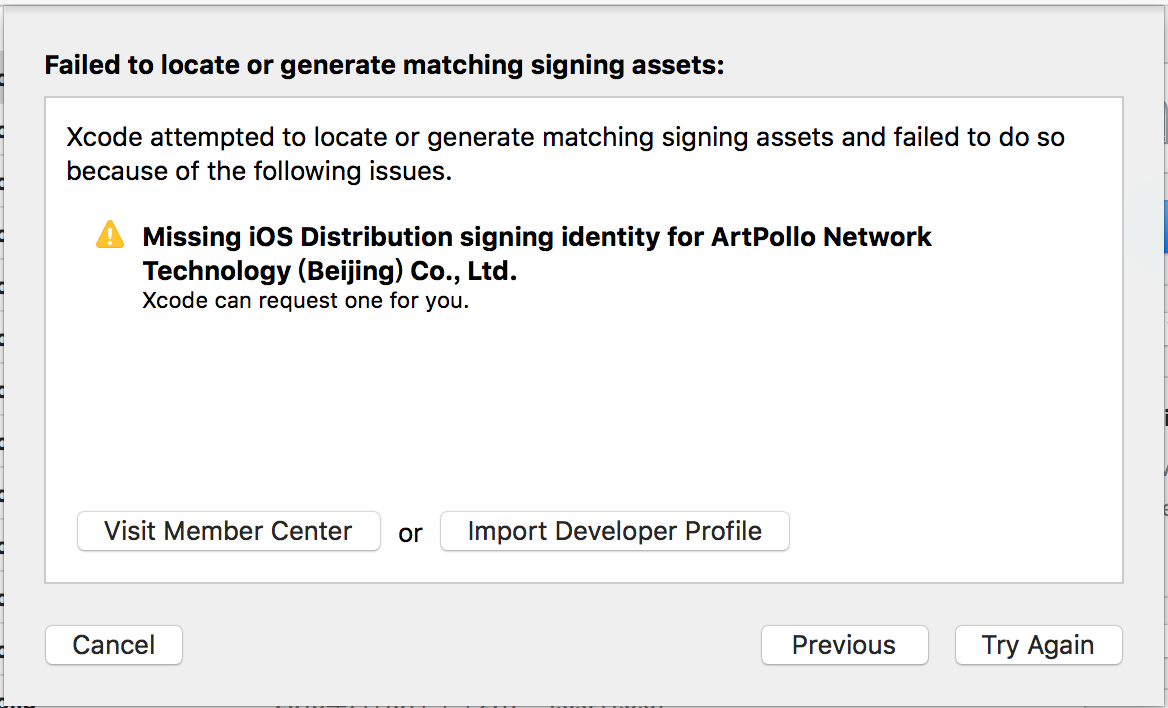 Failed to locate or generate matching signing assets:
Xcode attempted to locate or generate matching signing assets and failed to do so
because of the following issues.
Missing iOS Distribution signing identity for ArtPollo Network
Technology (Beijing) Co., Ltd.
Xcode can request one for you.
Visit Member Center
or
Import Developer Profile
Cancel
Previous
Try Again